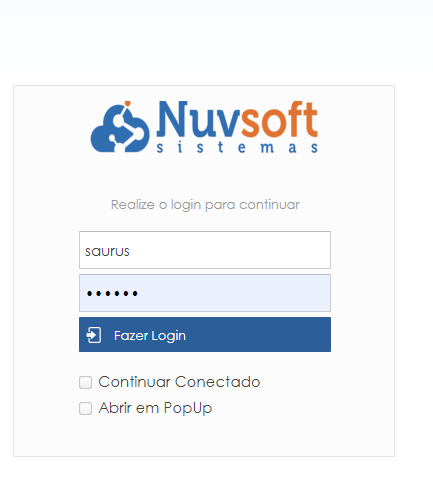 Nuvsoft
sistemas
Realize o login para continuar
saurus
••••••
Fazer Login
Continuar Conectado
Abrir em PopUp